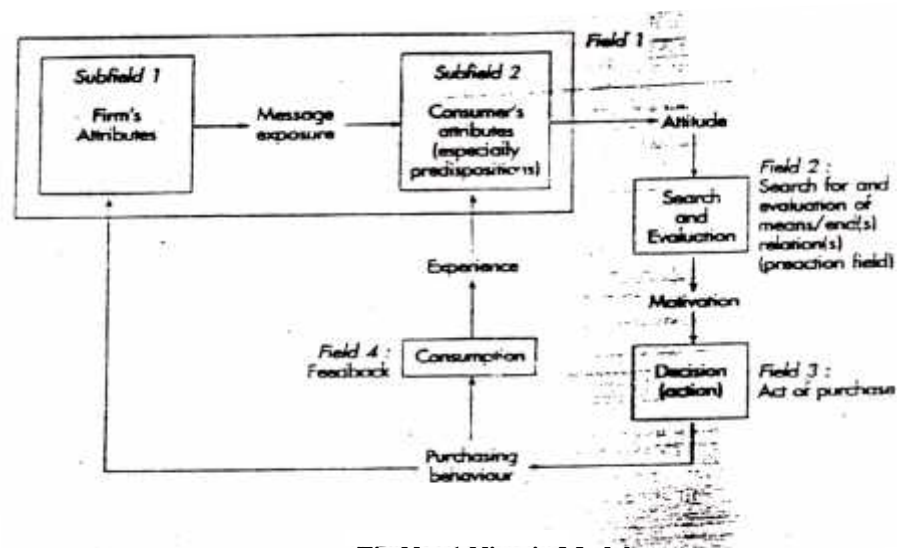 Field 1
Subfield 1
Firm's
Attributes
Message
exposure
Subfield 2
Consumer's
attributes
(especially
predispositions)
Attitude
Search
and
Evaluation
Field 2 :
Search for and
evaluation of
means/end(s)
relation(s)
(preaction field)
Motivation
Decision
(action)
Field 3 :
Act of purchase
Experience
Field 4 :
Feedback
Consumption
Purchasing
behaviour